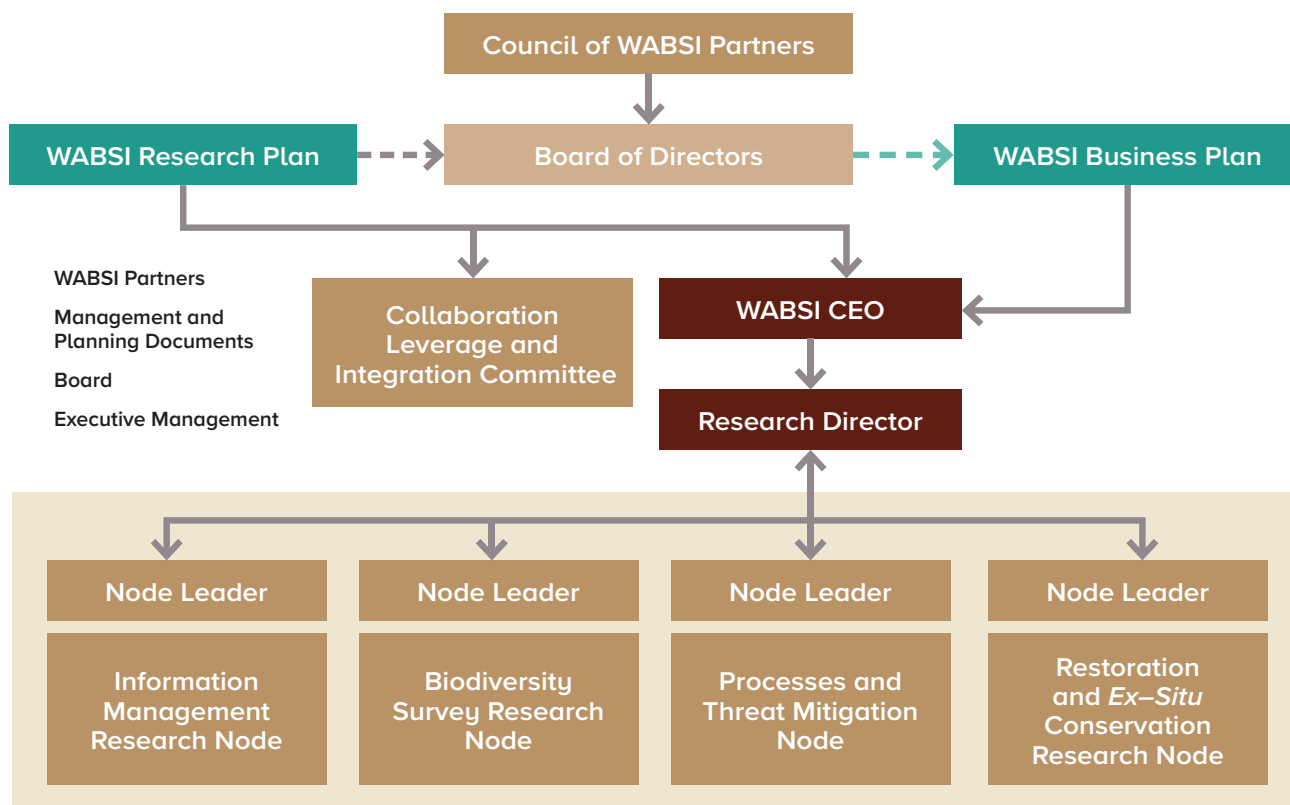 Council of WABSI Partners
WABSI Research Plan
Board of Directors
WABSI Business Plan
WABSI Partners
Management and
Planning Documents
Board
Executive Management
Collaboration
Leverage and
Integration Committee
WABSI CEO
Research Director
Node Leader
Node Leader
Node Leader
Node Leader
Information
Management
Research Node
Biodiversity
Survey Research
Node
Processes and
Threat Mitigation
Node
Restoration
and Ex–Situ
Conservation
Research Node